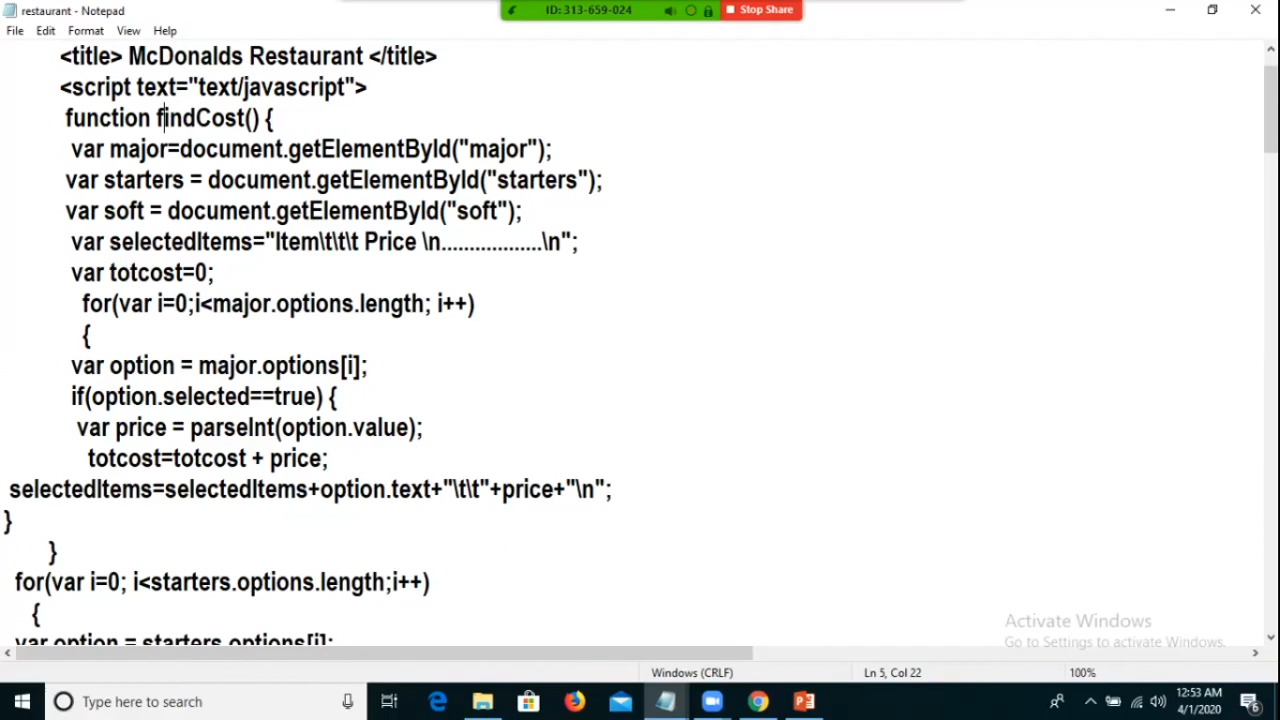 restaurant - Notepad
ID: 313-659-024
Stop Share
File Edit Format View Help
<title> McDonalds Restaurant </title>
<script text="text/javascript">
function findCost() {
var major=document.getElementById("major");
var starters = document.getElementById("starters");
var soft = document.getElementById("soft");
var selectedItems="Item\t\t\t Price \n..................\n";
var totcost=0;
for(var i=0;i<major.options.length; i++)
{
var option = major.options[i];
if(option.selected==true) {
var price = parseInt(option.value);
totcost=totcost + price;
selectedItems=selectedItems+option.text+"\t\t"+price+"\n";
}
}
for(var i=0; i<starters.options.length;i++)
{
var option = starters.options[i];
Activate Windows
Go to Settings to activate Windows.
Windows (CRLF) Ln 5, Col 22 100%
Type here to search
12:53 AM
4/1/2020
6